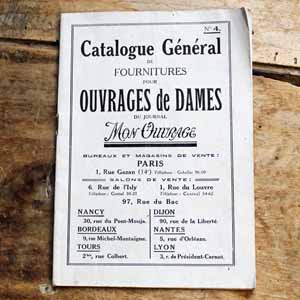 N° 4.
Catalogue Général
DE
FOURNITURES
POUR
OUVRAGES de DAMES
DU JOURNAL
MON OUVRAGE
BUREAUX ET MAGASINS DE VENTE :
PARIS
1, Rue Gazan (14e)
SALONS DE VENTE :
6, Rue de l'Isly
1, Rue du Louvre
97, Rue du Bac
NANCY
30, rue du Pont-Mouja.
DIJON
90, rue de la Liberté.
BORDEAUX
9, rue Michel-Montaigne.
NANTES
5, rue d'Orléans.
TOURS
2bis, rue Colbert.
LYON
3, r. de Président-Carnot.